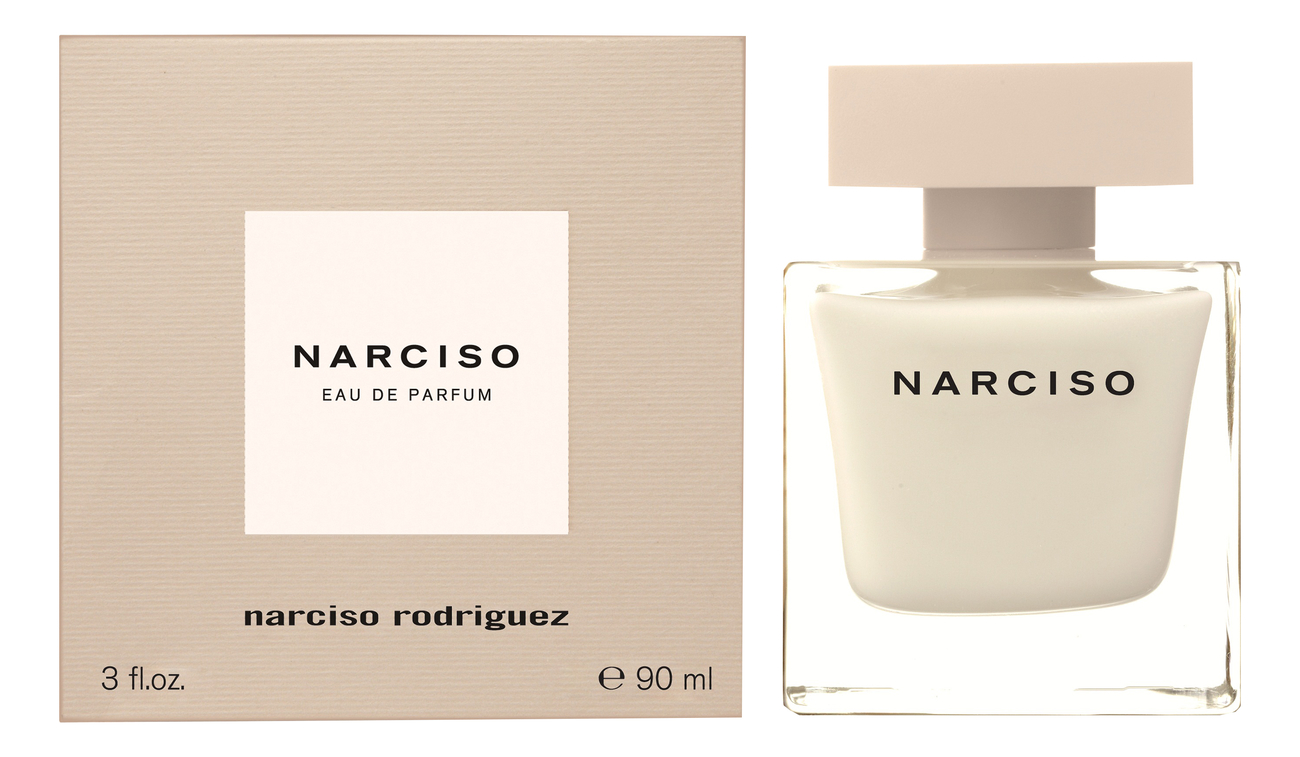 NARCISO
EAU DE PARFUM
narciso rodriguez
3 fl.oz.
℮ 90 ml
NARCISO